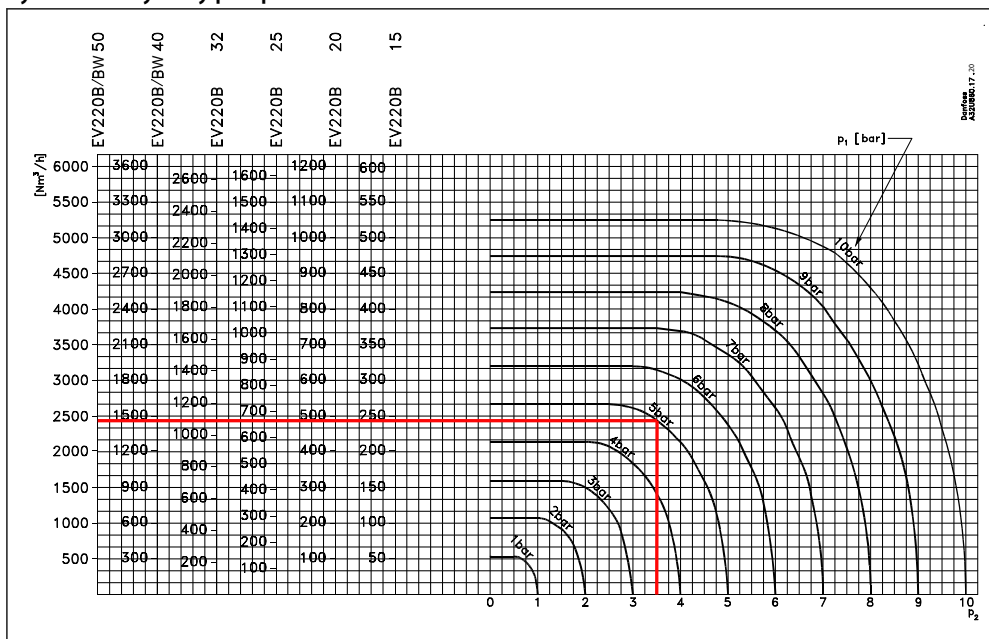 EV220B/BW 50
EV220B/BW 40
EV220B 32
EV220B 25
EV220B 20
EV220B 15
Danfoss
p₁ [bar]
[Nm³/h]
6000 3600 2600 1600 1200 600
5500 3300 2400 1500 1100 550
5000 3000 2200 1400 1000 500
4500 2700 2000 1300 900 450
4000 2400 1800 1200 800 400
3500 2100 1600 1100 700 350
3000 1800 1400 1000 600 300
2500 1500 1200 900 500 250
2000 1200 1000 800 400 200
1500 900 800 700 300 150
1000 600 600 600 200 100
500 300 400 500 100 50
200 400
300
200
100
10bar
9bar
8bar
7bar
6bar
5bar
4bar
3bar
2bar
1bar
0 1 2 3 4 5 6 7 8 9 10
p₂